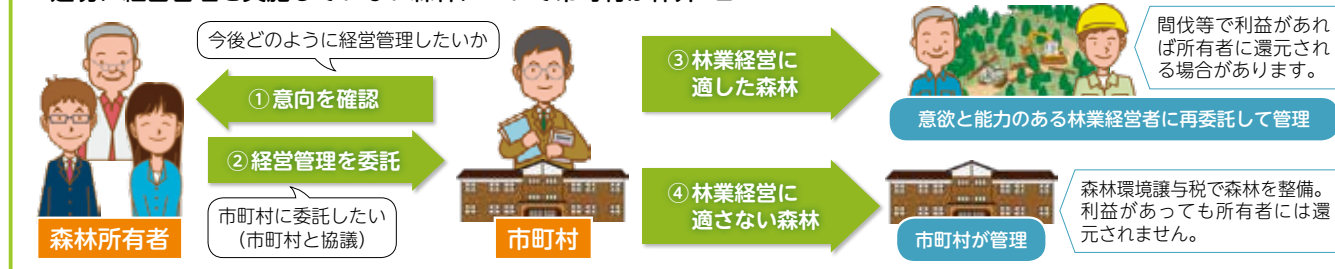 今後どのように経営管理したいか
①意向を確認
②経営管理を委託
市町村に委託したい
（市町村と協議）
森林所有者
市町村
③林業経営に
適した森林
間伐等で利益があれ
ば所有者に還元され
る場合があります。
意欲と能力のある林業経営者に再委託して管理
④林業経営に
適さない森林
森林環境譲与税で森林を整備。
利益があっても所有者には還
元されません。
市町村が管理